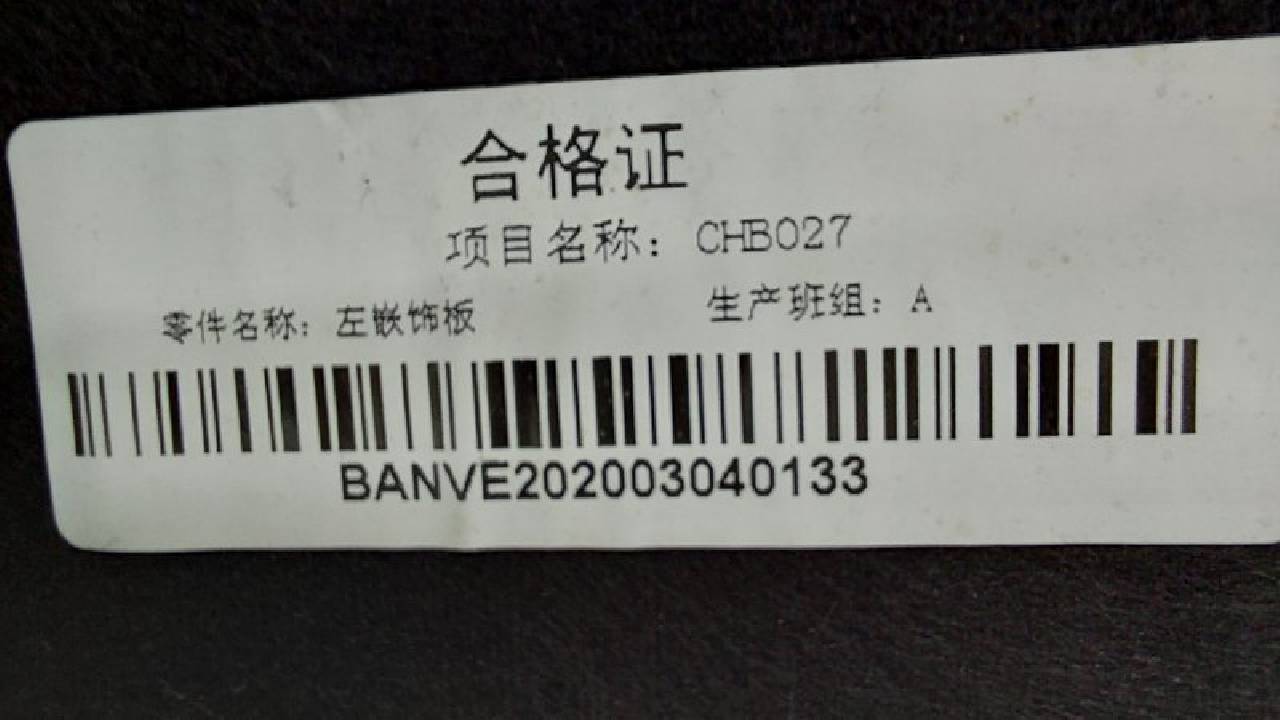 合格证
项目名称：CHB027
零件名称：左嵌饰板 生产班组：A
BANVE202003040133